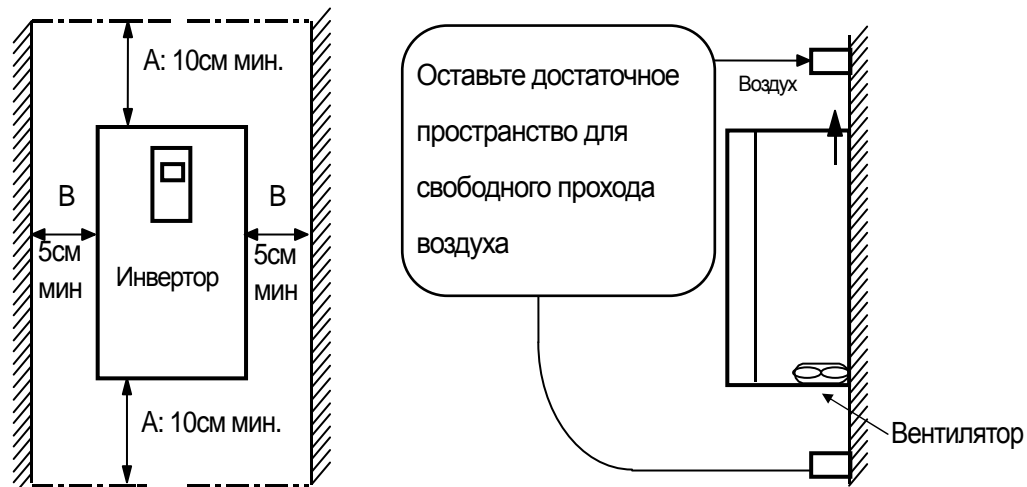 А: 10см мин.
В
5см
мин
Инвертор
В
5см
мин
А: 10см мин.
Оставьте достаточное
пространство для
свободного прохода
воздуха
Воздух
Вентилятор